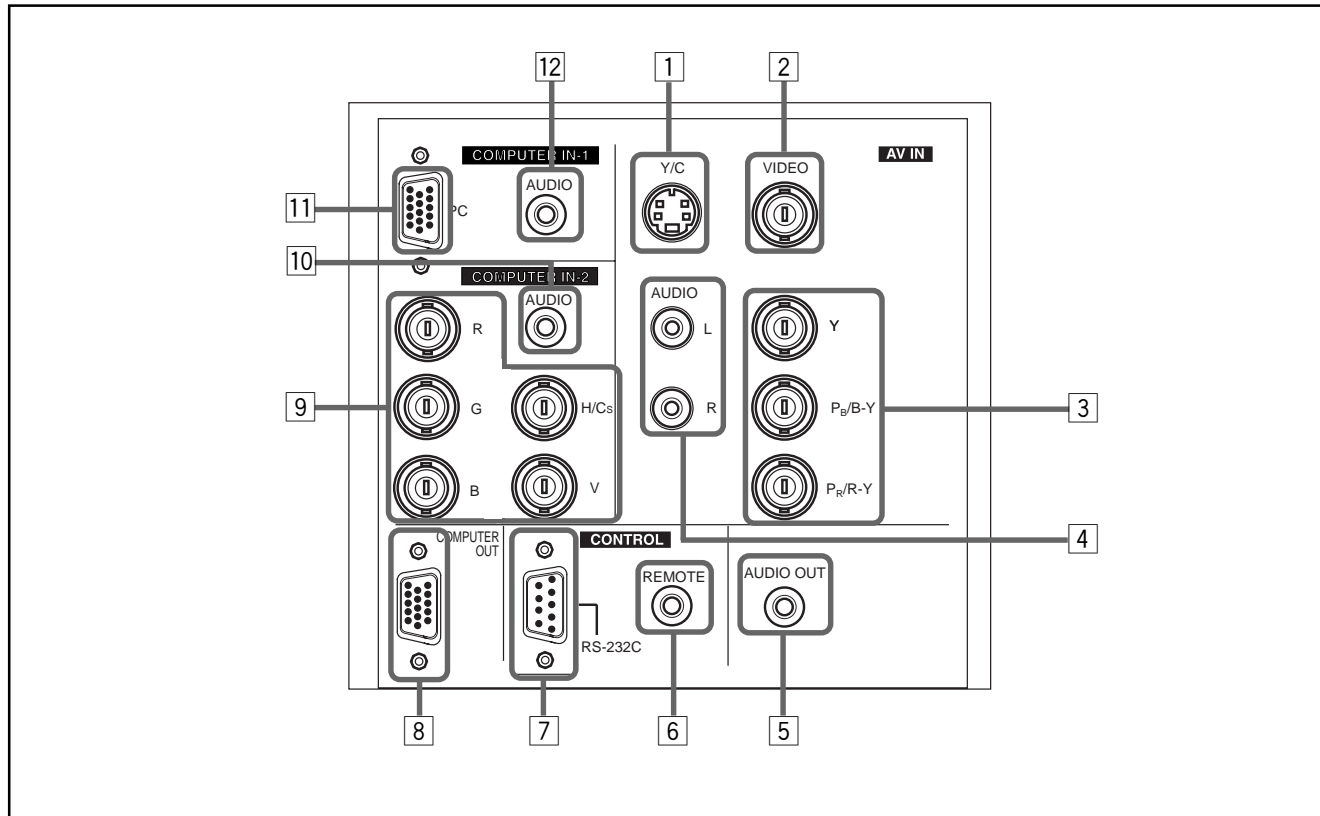 12
1
2
COMPUTER IN-1
AV IN
Y/C
VIDEO
AUDIO
11
PC
10
COMPUTER IN-2
AUDIO
AUDIO
R
L
Y
9
G
H/Cs
R
PB/B-Y
3
B
V
PR/R-Y
4
COMPUTER
OUT
CONTROL
REMOTE
AUDIO OUT
RS-232C
8
7
6
5